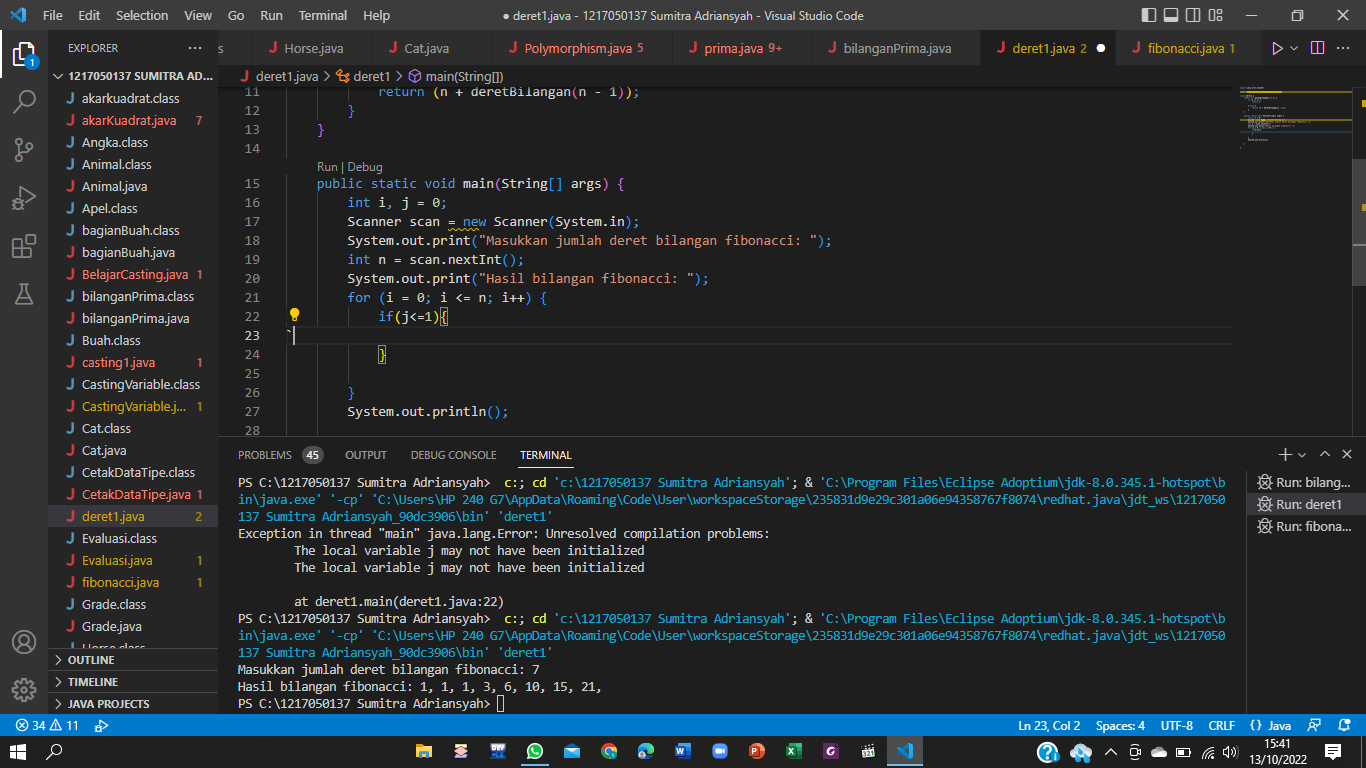 File Edit Selection View Go Run Terminal Help
● deret1.java - 1217050137 Sumitra Adriansyah - Visual Studio Code
EXPLORER
s Horse.java Cat.java Polymorphism.java 5 prima.java 9+ bilanganPrima.java deret1.java 2 fibonacci.java 1
1
1217050137 SUMITRA AD...
akarkuadrat.class
akarKuadrat.java 7
Angka.class
Animal.class
Animal.java
Apel.class
bagianBuah.class
bagianBuah.java
BelajarCasting.java 1
bilanganPrima.class
bilanganPrima.java
Buah.class
casting1.java 1
CastingVariable.class
CastingVariable.j... 1
Cat.class
Cat.java
CetakDataTipe.class
CetakDataTipe.java 1
deret1.java 2
Evaluasi.class
Evaluasi.java 1
fibonacci.java 1
Grade.class
Grade.java
Horse.class
OUTLINE
TIMELINE
JAVA PROJECTS
deret1.java > deret1 > main(String[])
11 return (n + deretBilangan(n - 1));
12 }
13 }
14
Run | Debug
15 public static void main(String[] args) {
16 int i, j = 0;
17 Scanner scan = new Scanner(System.in);
18 System.out.print("Masukkan jumlah deret bilangan fibonacci: ");
19 int n = scan.nextInt();
20 System.out.print("Hasil bilangan fibonacci: ");
21 for (i = 0; i <= n; i++) {
22 if(j<=1){
23 `
24 }
25
26 }
27 System.out.println();
28
PROBLEMS 45 OUTPUT DEBUG CONSOLE TERMINAL
PS C:\1217050137 Sumitra Adriansyah> c:; cd 'c:\1217050137 Sumitra Adriansyah'; & 'C:\Program Files\Eclipse Adoptium\jdk-8.0.345.1-hotspot\b
in\java.exe' '-cp' 'C:\Users\HP 240 G7\AppData\Roaming\Code\User\workspaceStorage\235831d9e29c301a06e94358767f8074\redhat.java\jdt_ws\1217050
137 Sumitra Adriansyah_90dc3906\bin' 'deret1'
Exception in thread "main" java.lang.Error: Unresolved compilation problems:
The local variable j may not have been initialized
The local variable j may not have been initialized
at deret1.main(deret1.java:22)
PS C:\1217050137 Sumitra Adriansyah> c:; cd 'c:\1217050137 Sumitra Adriansyah'; & 'C:\Program Files\Eclipse Adoptium\jdk-8.0.345.1-hotspot\b
in\java.exe' '-cp' 'C:\Users\HP 240 G7\AppData\Roaming\Code\User\workspaceStorage\235831d9e29c301a06e94358767f8074\redhat.java\jdt_ws\1217050
137 Sumitra Adriansyah_90dc3906\bin' 'deret1'
Masukkan jumlah deret bilangan fibonacci: 7
Hasil bilangan fibonacci: 1, 1, 1, 3, 6, 10, 15, 21,
PS C:\1217050137 Sumitra Adriansyah>
Run: bilang...
Run: deret1
Run: fibona...
34 11 Ln 23, Col 2 Spaces: 4 UTF-8 CRLF {} Java
15:41
13/10/2022